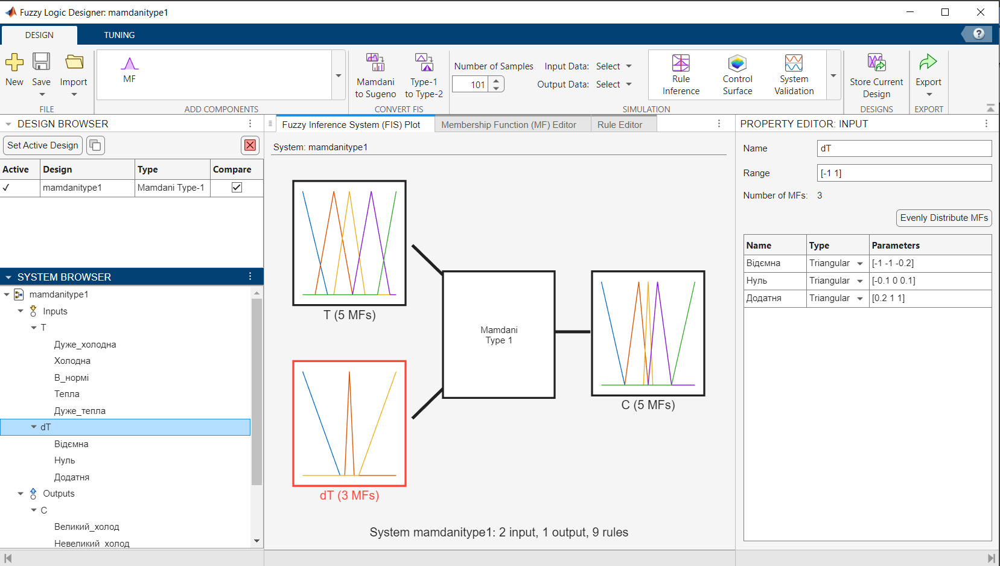 Fuzzy Logic Designer: mamdanitype1
DESIGN
TUNING
New
Save
Import
FILE
MF
ADD COMPONENTS
Mamdani
to Sugeno
Type-1
to Type-2
CONVERT FIS
Number of Samples
101
Input Data: Select
Output Data: Select
Rule
Inference
Control
Surface
System
Validation
SIMULATION
Store Current
Design
DESIGNS
Export
EXPORT
DESIGN BROWSER
Set Active Design
Active Design Type Compare
mamdanitype1 Mamdani Type-1
SYSTEM BROWSER
mamdanitype1
Inputs
T
Дуже_холодна
Холодна
В_нормі
Тепла
Дуже_тепла
dT
Відємна
Нуль
Додатня
Outputs
C
Великий_холод
Невеликий_холод
Fuzzy Inference System (FIS) Plot
Membership Function (MF) Editor
Rule Editor
System: mamdanitype1
T (5 MFs)
Mamdani
Type 1
C (5 MFs)
dT (3 MFs)
System mamdanitype1: 2 input, 1 output, 9 rules
PROPERTY EDITOR: INPUT
Name dT
Range [-1 1]
Number of MFs: 3
Evenly Distribute MFs
Name Type Parameters
Відємна Triangular [-1 -1 -0.2]
Нуль Triangular [-0.1 0 0.1]
Додатня Triangular [0.2 1 1]